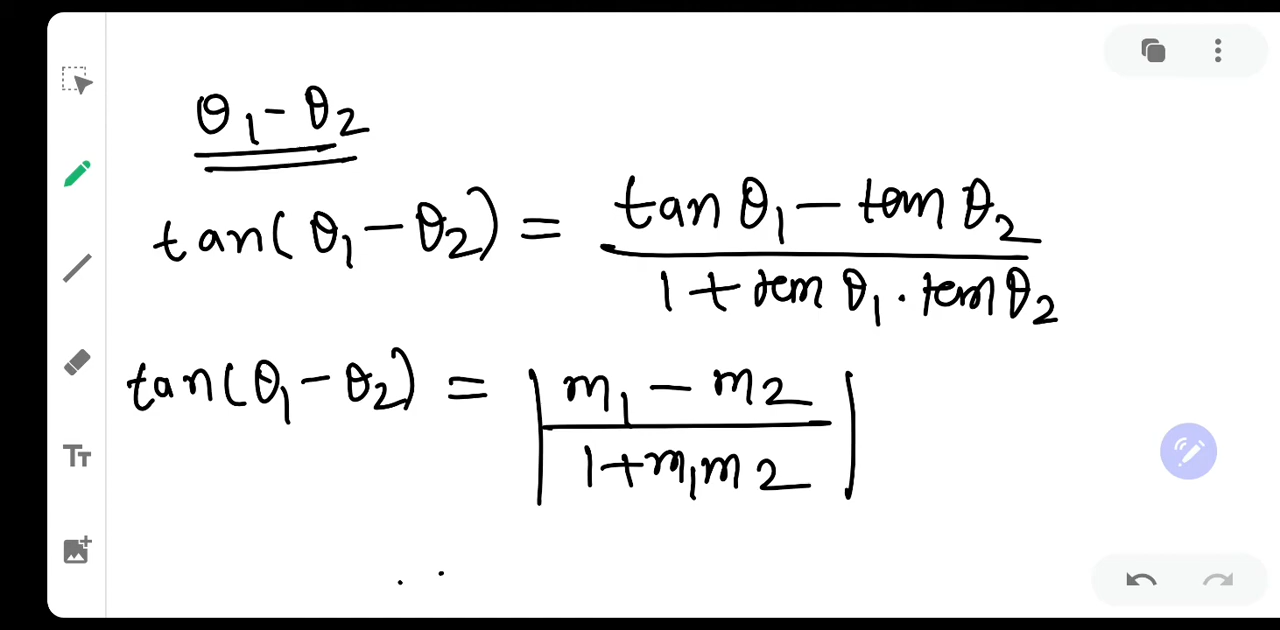 θ₁ - θ₂
tan(θ₁ - θ₂) = (tan θ₁ - tan θ₂) / (1 + tan θ₁ . tan θ₂)
tan(θ₁ - θ₂) = | (m₁ - m₂) / (1 + m₁m₂) |
Tт